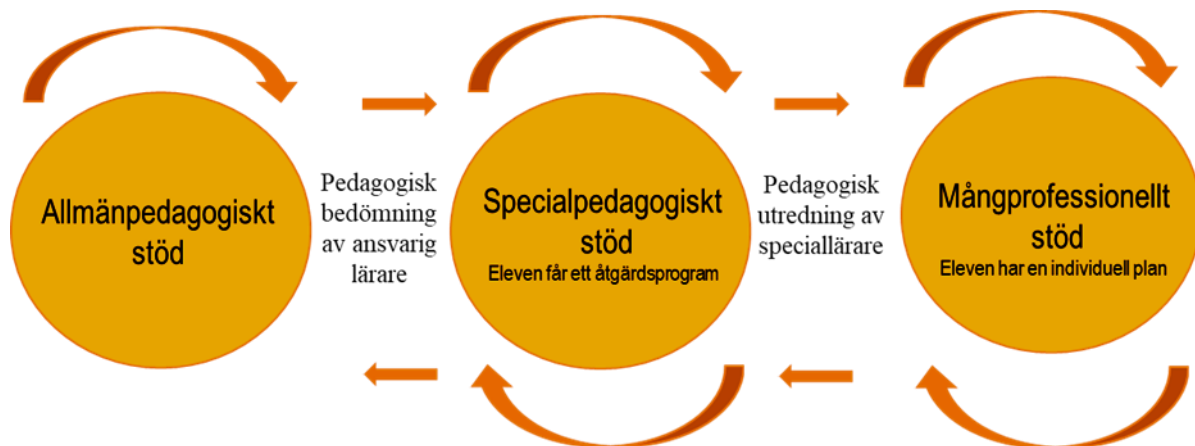 Allmänpedagogiskt
stöd
Pedagogisk
bedömning
av ansvarig
lärare
Specialpedagogiskt
stöd
Eleven får ett åtgärdsprogram
Pedagogisk
utredning av
speciallärare
Mångprofessionellt
stöd
Eleven har en individuell plan